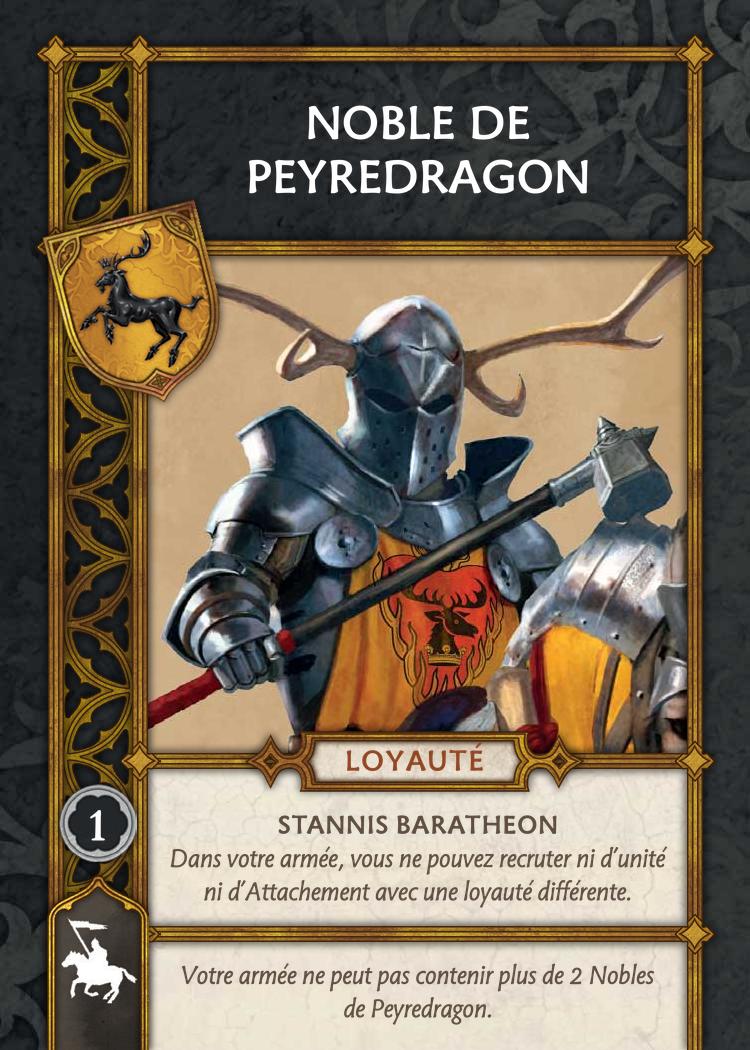 NOBLE DE
PEYREDRAGON
LOYAUTÉ
1
STANNIS BARATHEON
Dans votre armée, vous ne pouvez recruter ni d'unité
ni d'Attachement avec une loyauté différente.
Votre armée ne peut pas contenir plus de 2 Nobles
de Peyredragon.